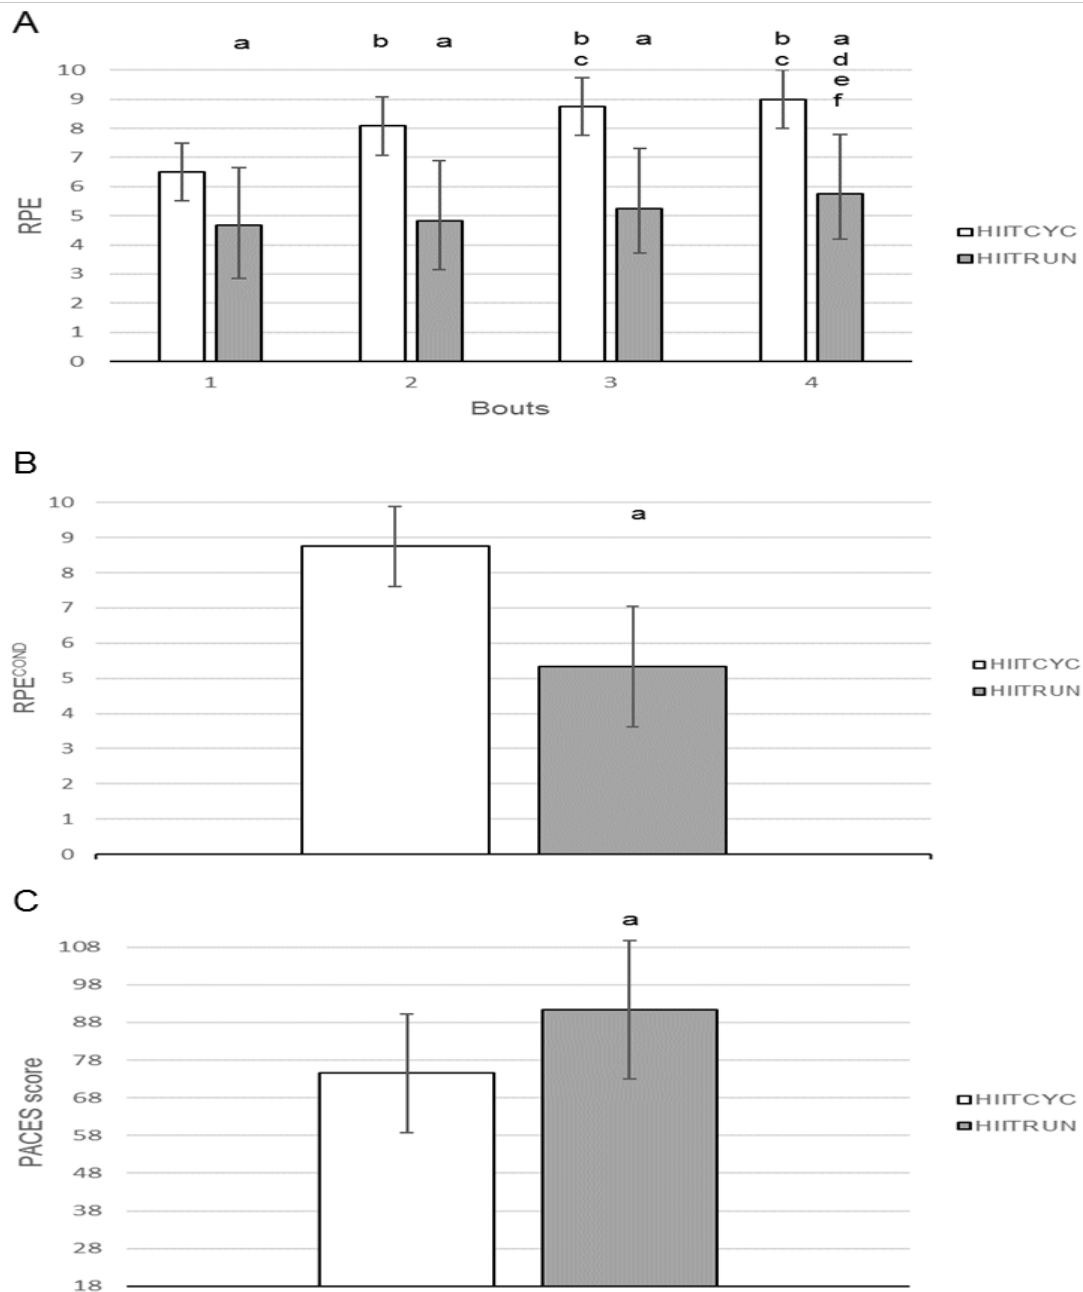 A
a b a b a b a
c c d
e
f
10
9
8
7
6
5
4
3
2
1
0
RPE
1 2 3 4
Bouts
HIITCYC
HIITRUN
B
a
10
9
8
7
6
5
4
3
2
1
0
RPECOND
HIITCYC
HIITRUN
C
a
108
98
88
78
68
58
48
38
28
18
PACES score
HIITCYC
HIITRUN